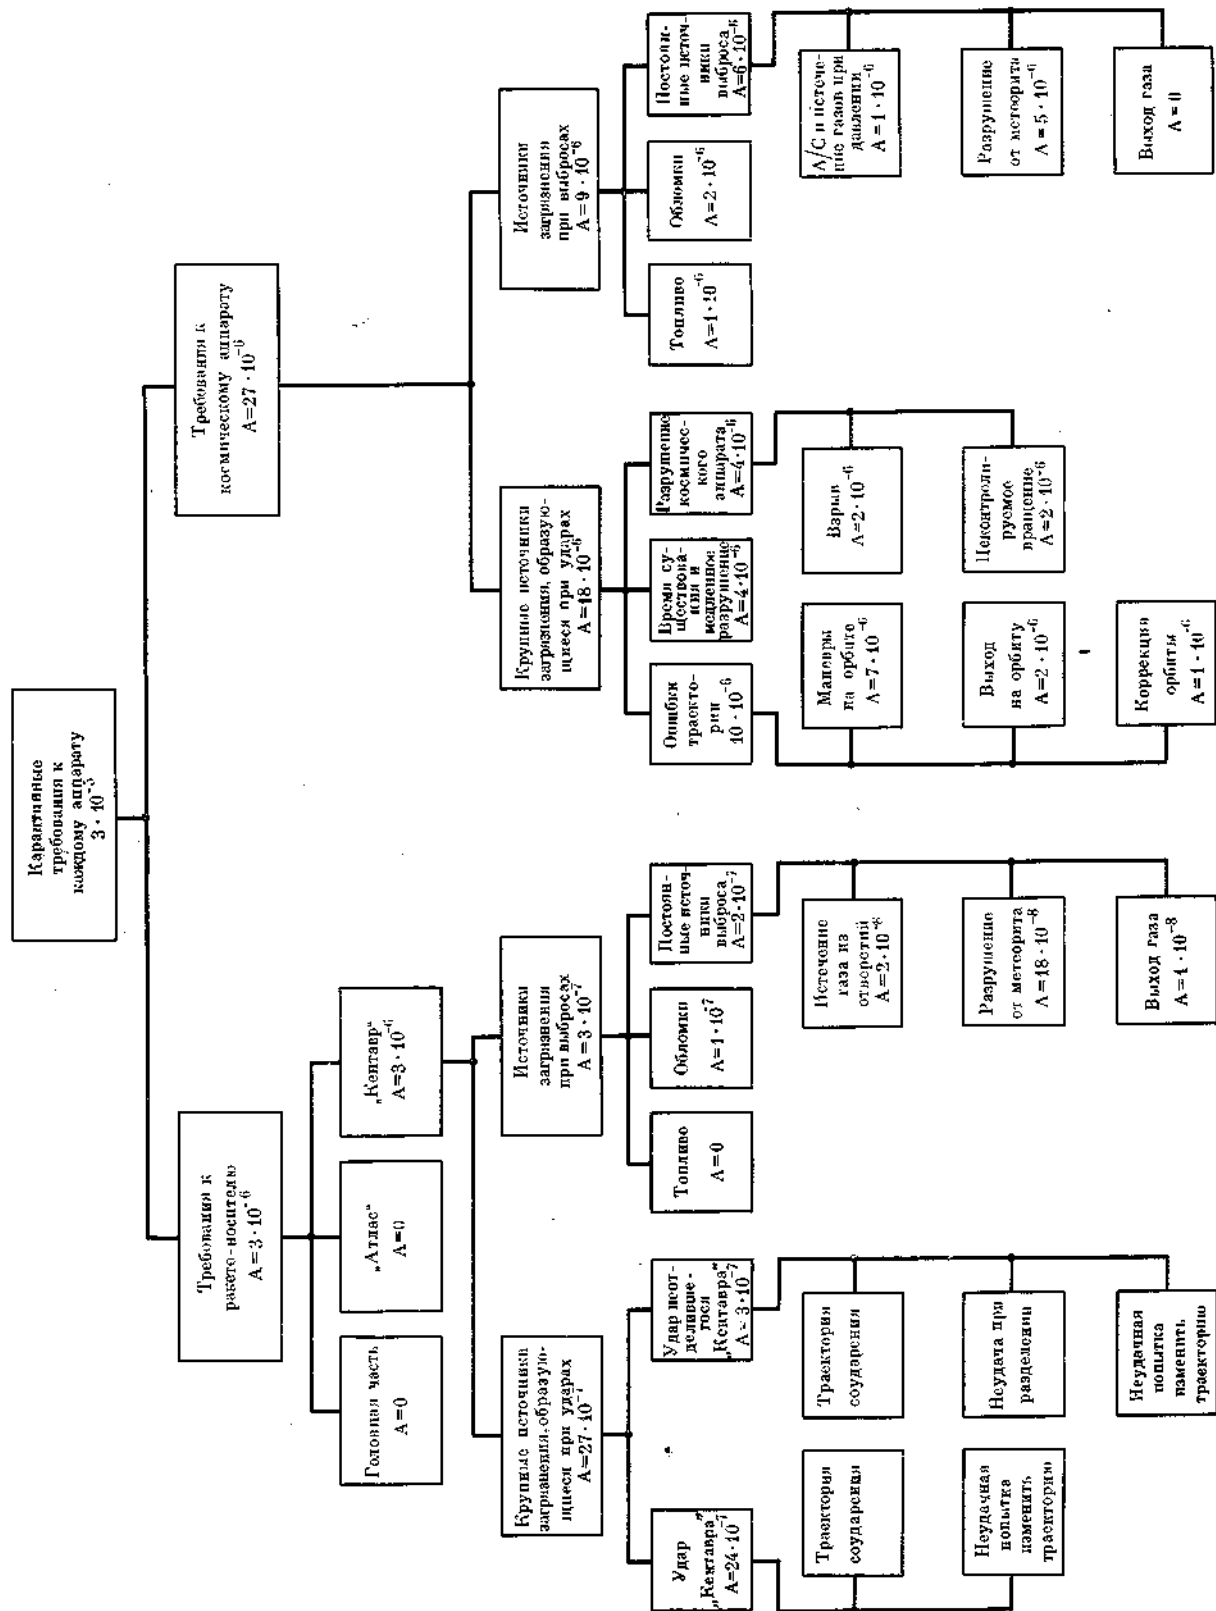 Карантинные
требования к
каждому аппарату
3 · 10⁻⁵
Требования к
ракето-носителю
А=3 · 10⁻⁶
Требования к
космическому аппарату
А=27 · 10⁻⁶
Головная часть
А=0
„Атлас“
А=0
„Кентавр“
А=3 · 10⁻⁶
Крупные источники
загрязнения, образую-
щиеся при ударах
А=27 · 10⁻⁷
Источники
загрязнения
при выбросах
А=3 · 10⁻⁷
Крупные источники
загрязнения, образую-
щиеся при ударах
А=18 · 10⁻⁶
Источники
загрязнения
при выбросах
А=9 · 10⁻⁶
Удар
„Кентавра“
А=24·10⁻⁷
Удар неот-
деливше-
гося
„Кентавра“
А=3·10⁻⁷
Топливо
А=0
Обломки
А=1·10⁻⁷
Постоян-
ные источ-
ники
выброса
А=2·10⁻⁷
Ошибки
траекто-
рии
10 · 10⁻⁶
Время су-
ществова-
ния и
медленное
разрушение
А=4·10⁻⁶
Разрушение
космичес-
кого
аппарата
А=4·10⁻⁶
Топливо
А=1·10⁻⁶
Обломки
А=2·10⁻⁶
Постоян-
ные источ-
ники
выброса
А=6·10⁻⁶
Траектория
соударения
Неудачная
попытка
изменить
траекторию
Траектория
соударения
Неудача при
разделении
Неудачная
попытка
изменить
траекторию
Истечение
газа из
отверстий
А=2·10⁻⁸
Разрушение
от метеорита
А=18·10⁻⁸
Выход газа
А=1·10⁻⁸
Маневры
на орбите
А=7·10⁻⁶
Выход
на орбиту
А=2·10⁻⁶
Коррекция
орбиты
А=1·10⁻⁶
Взрыв
А=2·10⁻⁶
Неконтроли-
руемое
вращение
А=2·10⁻⁶
А/С и истече-
ние газов при
давлении
А=1·10⁻⁶
Разрушение
от метеорита
А=5·10⁻⁶
Выход газа
А=0